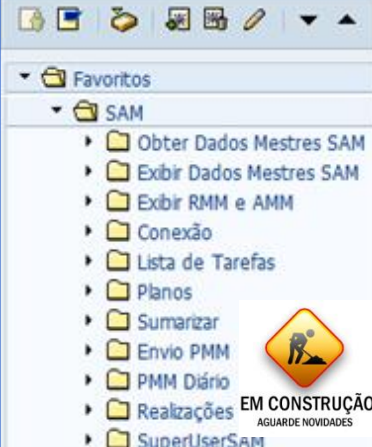 Favoritos
SAM
Obter Dados Mestres SAM
Exibir Dados Mestres SAM
Exibir RMM e AMM
Conexão
Lista de Tarefas
Planos
Sumarizar
Envio PMM
PMM Diário
Realizações
SuperUserSAM
EM CONSTRUÇÃO
AGUARDE NOVIDADES